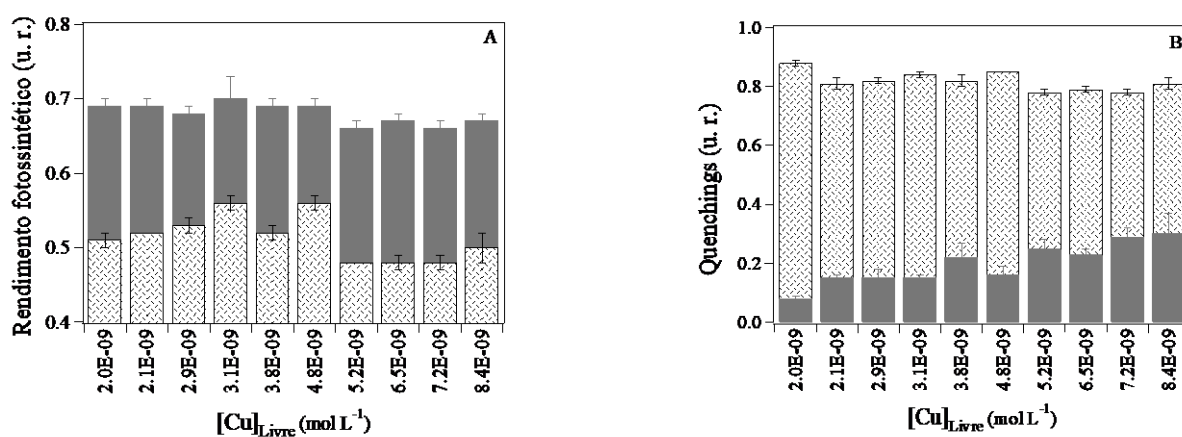 Rendimento fotossintético (u. r.)
0.8
0.7
0.6
0.5
0.4
A
2.0E-09
2.1E-09
2.9E-09
3.1E-09
3.8E-09
4.8E-09
5.2E-09
6.5E-09
7.2E-09
8.4E-09
[Cu]Livre (mol L-1)
Quenchings (u. r.)
1.0
0.8
0.6
0.4
0.2
0.0
B
2.0E-09
2.1E-09
2.9E-09
3.1E-09
3.8E-09
4.8E-09
5.2E-09
6.5E-09
7.2E-09
8.4E-09
[Cu]Livre (mol L-1)